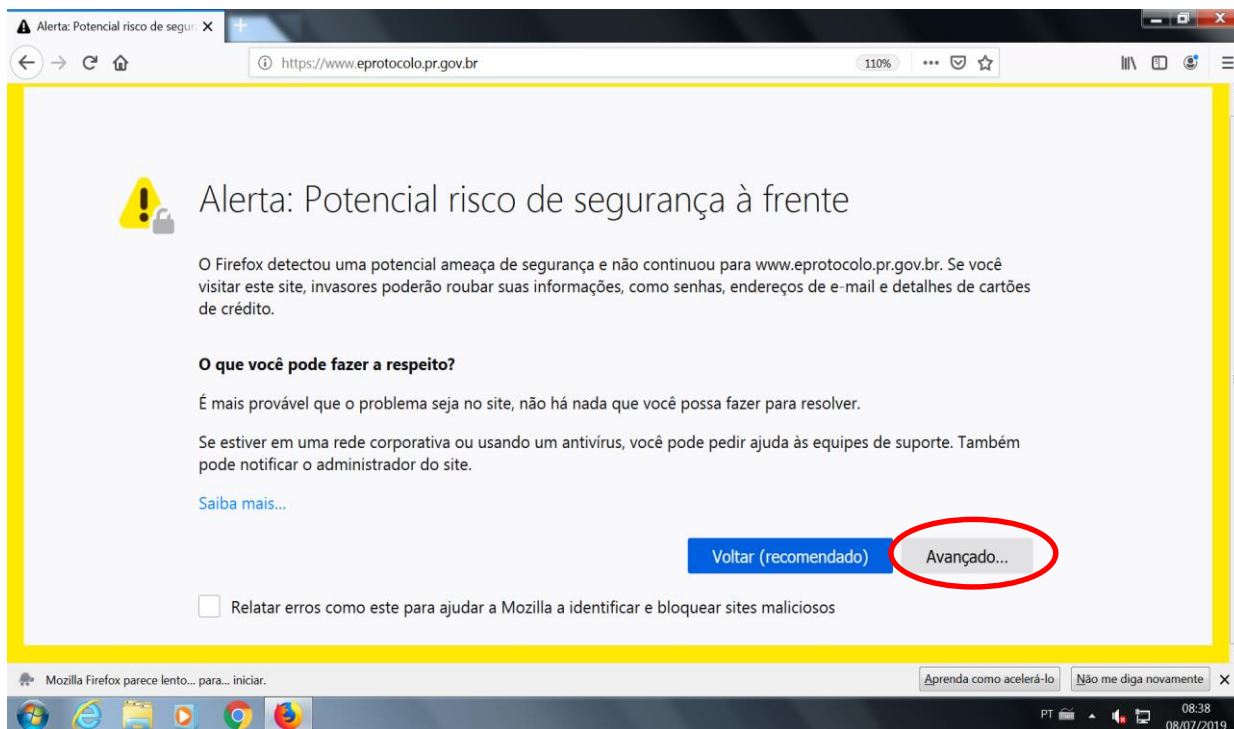 Alerta: Potencial risco de segur
https://www.eprotocolo.pr.gov.br
110%
Alerta: Potencial risco de segurança à frente
O Firefox detectou uma potencial ameaça de segurança e não continuou para www.eprotocolo.pr.gov.br. Se você
visitar este site, invasores poderão roubar suas informações, como senhas, endereços de e-mail e detalhes de cartões
de crédito.
O que você pode fazer a respeito?
É mais provável que o problema seja no site, não há nada que você possa fazer para resolver.
Se estiver em uma rede corporativa ou usando um antivírus, você pode pedir ajuda às equipes de suporte. Também
pode notificar o administrador do site.
Saiba mais...
Voltar (recomendado)
Avançado...
Relatar erros como este para ajudar a Mozilla a identificar e bloquear sites maliciosos
Mozilla Firefox parece lento... para... iniciar.
Aprenda como acelerá-lo
Não me diga novamente
PT
08:38
08/07/2019